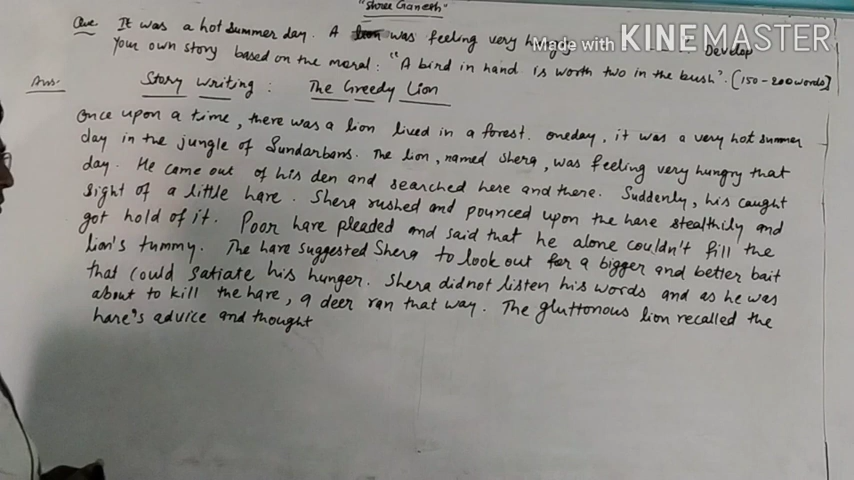 "Shree Ganesh"
Que It was a hot summer day. A lion was feeling very hungry - - - - Develop
Made with KINEMASTER
Your own story based on the moral : "A bird in hand is worth two in the bush". [150-200words]
Ans.
Story Writing : The Greedy Lion
Once upon a time, there was a lion lived in a forest. oneday, it was a very hot summer
day in the jungle of Sundarbans. The lion, named Shera, was feeling very hungry that
day. He came out of his den and searched here and there. Suddenly, his caught
sight of a little hare. Shera rushed and pounced upon the hare stealthily and
got hold of it. Poor hare pleaded and said that he alone couldn't fill the
lion's tummy. The hare suggested Shera to look out for a bigger and better bait
that could satiate his hunger. Shera didnot listen his words and as he was
about to kill the hare, a deer ran that way. The gluttonous lion recalled the
hare's advice and thought